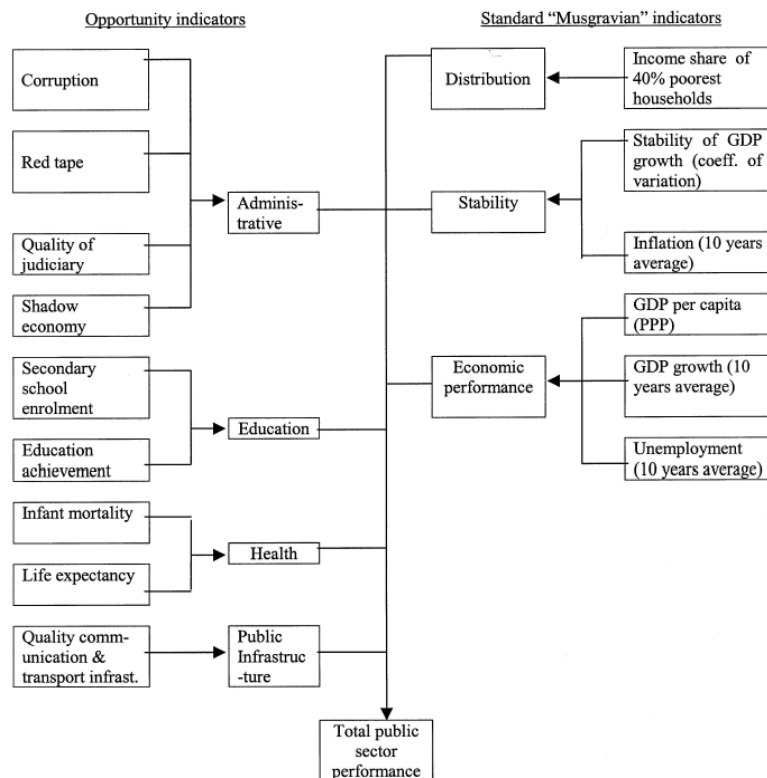 Opportunity indicators
Standard “Musgravian” indicators
Corruption
Red tape
Quality of
judiciary
Shadow
economy
Adminis-
trative
Secondary
school
enrolment
Education
achievement
Education
Infant mortality
Life expectancy
Health
Quality comm-
unication &
transport infrast.
Public
Infrastruc-
-ture
Distribution
Income share of
40% poorest
households
Stability
Stability of GDP
growth (coeff. of
variation)
Inflation (10 years
average)
Economic
performance
GDP per capita
(PPP)
GDP growth (10
years average)
Unemployment
(10 years average)
Total public
sector
performance